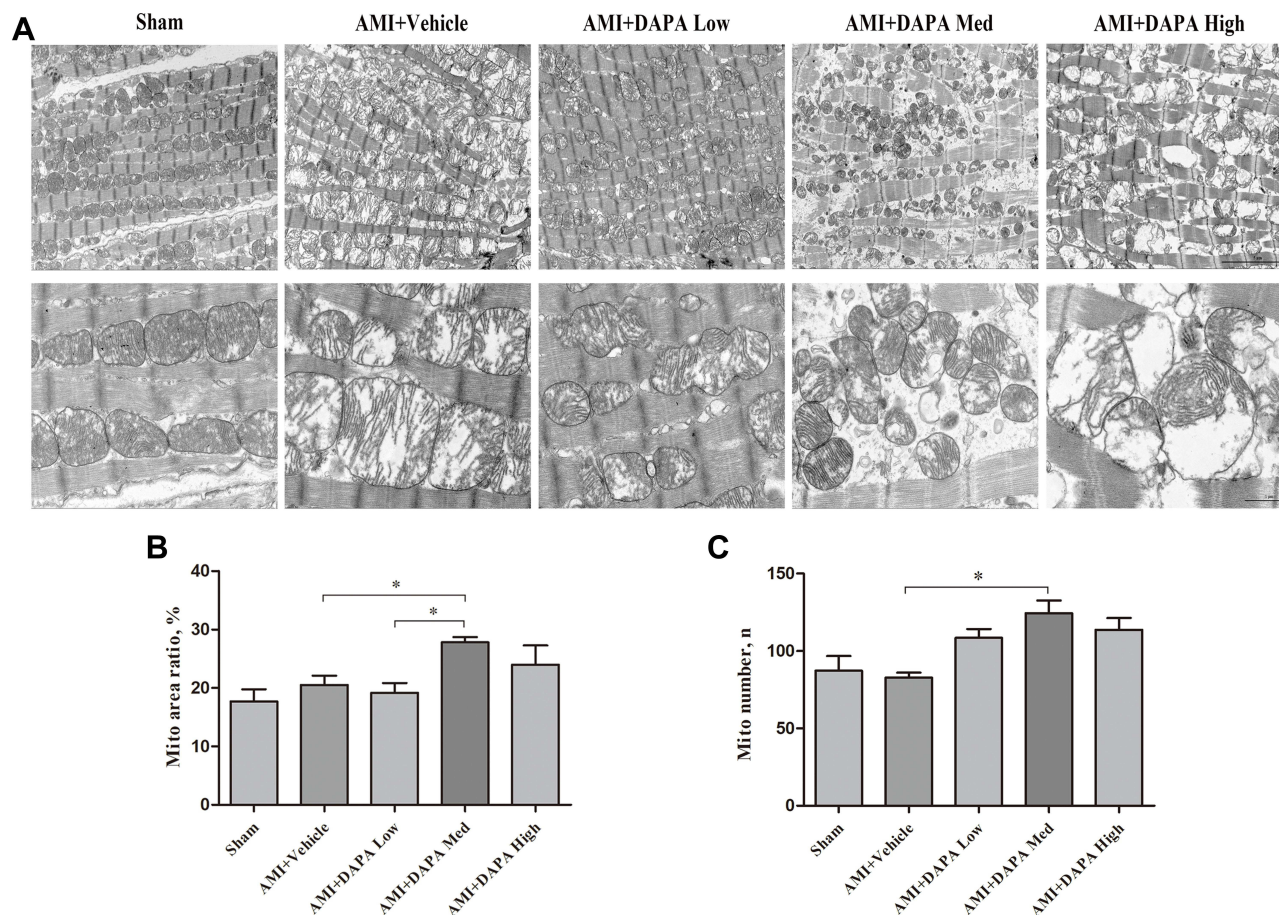 A
Sham
AMI+Vehicle
AMI+DAPA Low
AMI+DAPA Med
AMI+DAPA High
B
Mito area ratio, %
40
30
20
10
0
*
*
Sham
AMI+Vehicle
AMI+DAPA Low
AMI+DAPA Med
AMI+DAPA High
C
Mito number, n
150
100
50
0
*
Sham
AMI+Vehicle
AMI+DAPA Low
AMI+DAPA Med
AMI+DAPA High